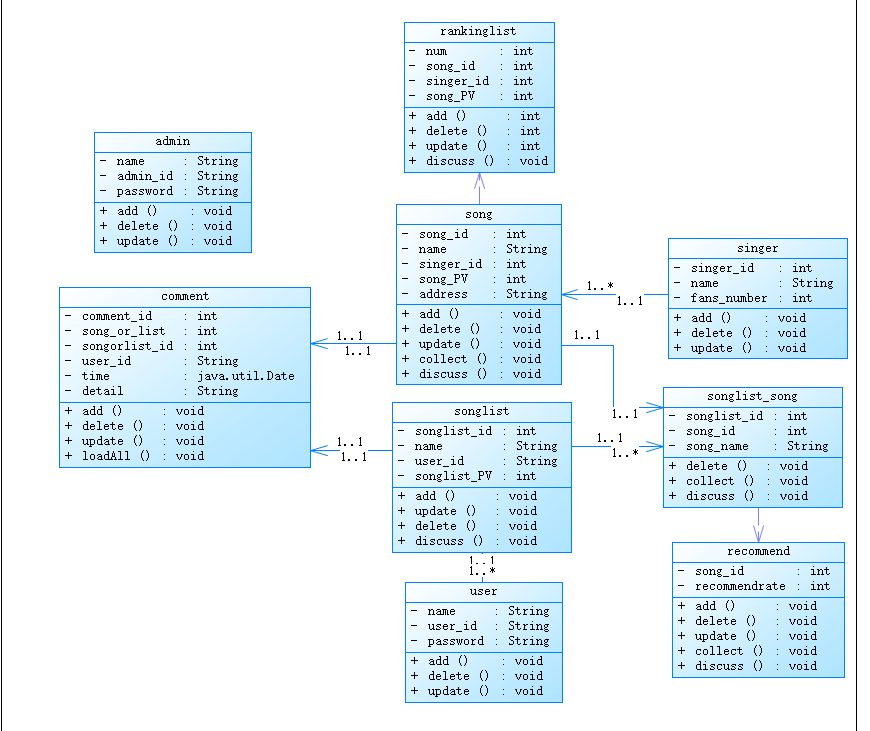 rankinglist
- num : int
- song_id : int
- singer_id : int
- song_PV : int
+ add () : int
+ delete () : int
+ update () : int
+ discuss () : void
admin
- name : String
- admin_id : String
- password : String
+ add () : void
+ delete () : void
+ update () : void
song
- song_id : int
- name : String
- singer_id : int
- song_PV : int
- address : String
+ add () : void
+ delete () : void
+ update () : void
+ collect () : void
+ discuss () : void
singer
- singer_id : int
- name : String
- fans_number : int
+ add () : void
+ delete () : void
+ update () : void
1..*
1..1
comment
- comment_id : int
- song_or_list : int
- songorlist_id : int
- user_id : String
- time : java.util.Date
- detail : String
+ add () : void
+ delete () : void
+ update () : void
+ loadAll () : void
1..1
1..1
1..1
1..1
songlist
- songlist_id : int
- name : String
- user_id : String
- songlist_PV : int
+ add () : void
+ update () : void
+ delete () : void
+ discuss () : void
1..1
1..1
1..1
1..*
songlist_song
- songlist_id : int
- song_id : int
- song_name : String
+ delete () : void
+ collect () : void
+ discuss () : void
1..1
1..*
user
- name : String
- user_id : String
- password : String
+ add () : void
+ delete () : void
+ update () : void
recommend
- song_id : int
- recommendrate : int
+ add () : void
+ delete () : void
+ update () : void
+ collect () : void
+ discuss () : void